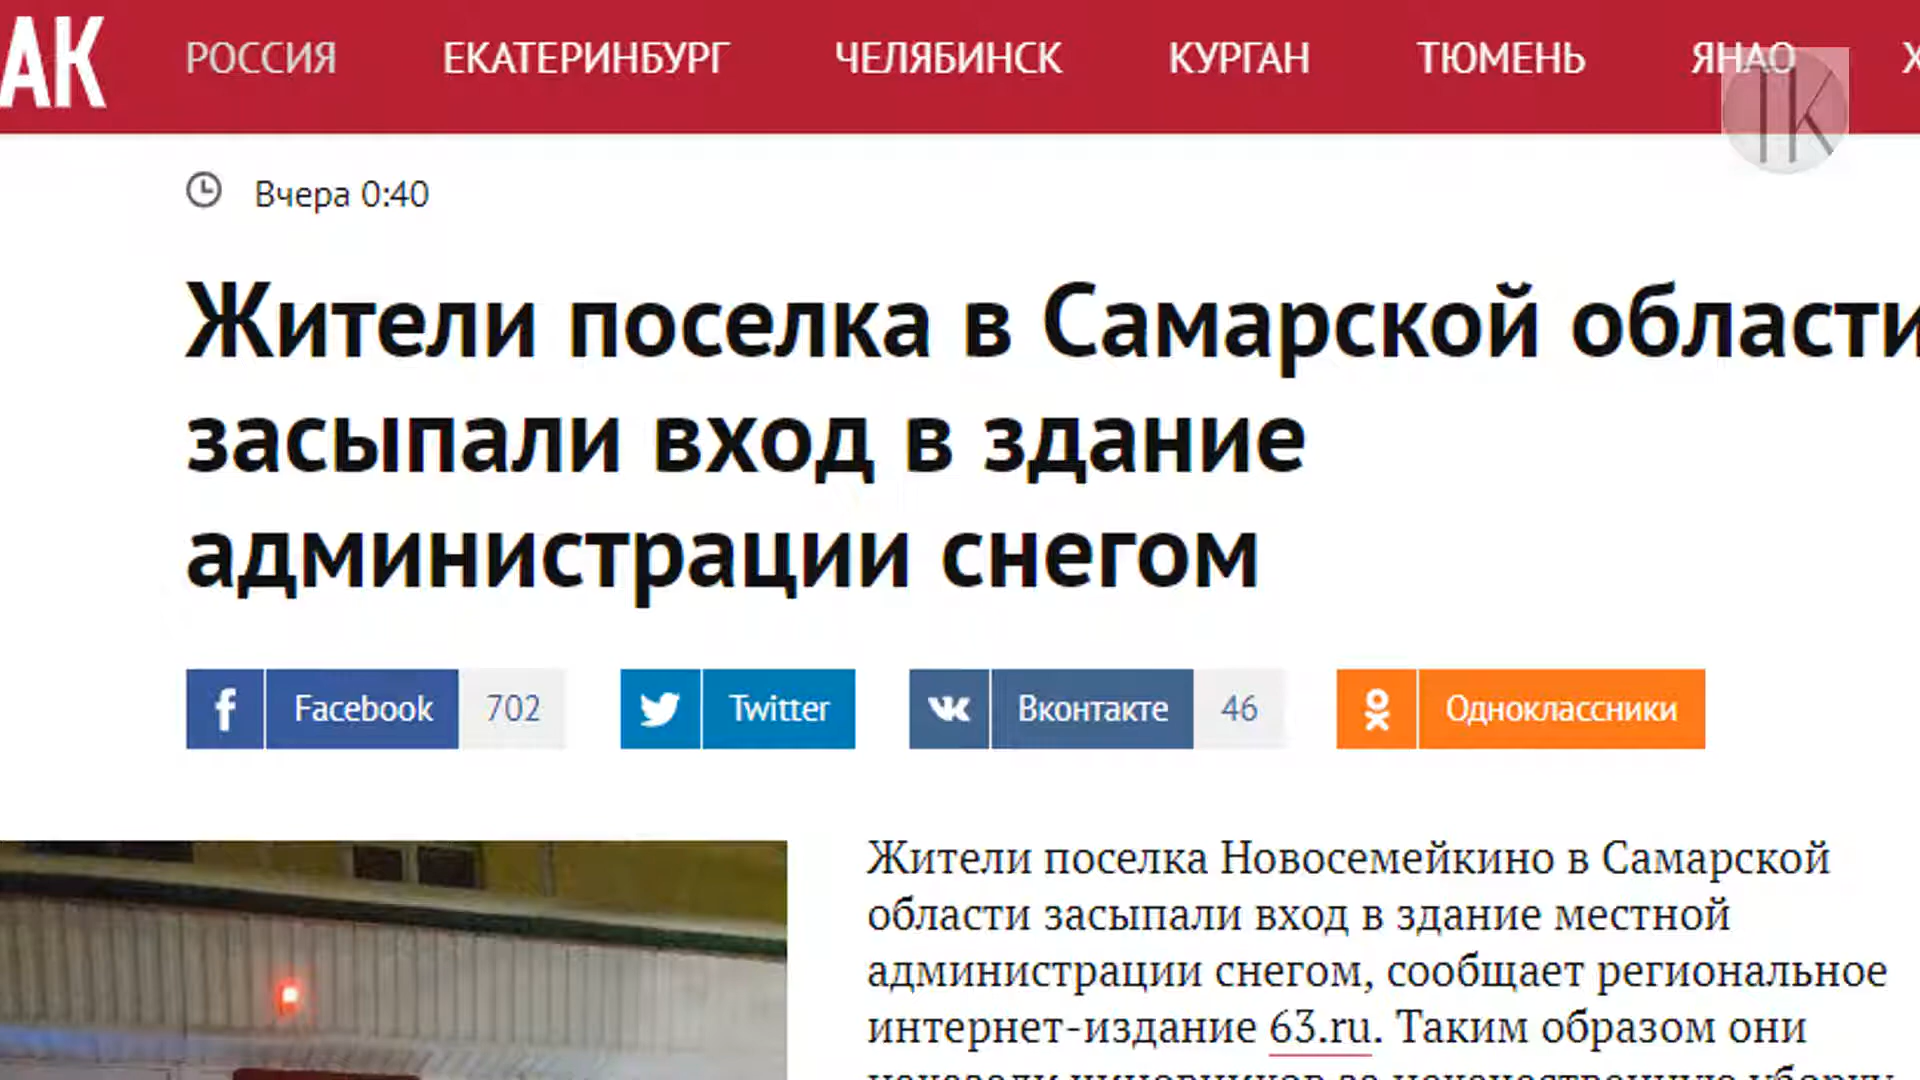 АК РОССИЯ ЕКАТЕРИНБУРГ ЧЕЛЯБИНСК КУРГАН ТЮМЕНЬ ЯНАО Х
ТК
Вчера 0:40
Жители поселка в Самарской области
засыпали вход в здание
администрации снегом
Facebook 702 Twitter Вконтакте 46 Одноклассники
Жители поселка Новосемейкино в Самарской
области засыпали вход в здание местной
администрации снегом, сообщает региональное
интернет-издание 63.ru. Таким образом они